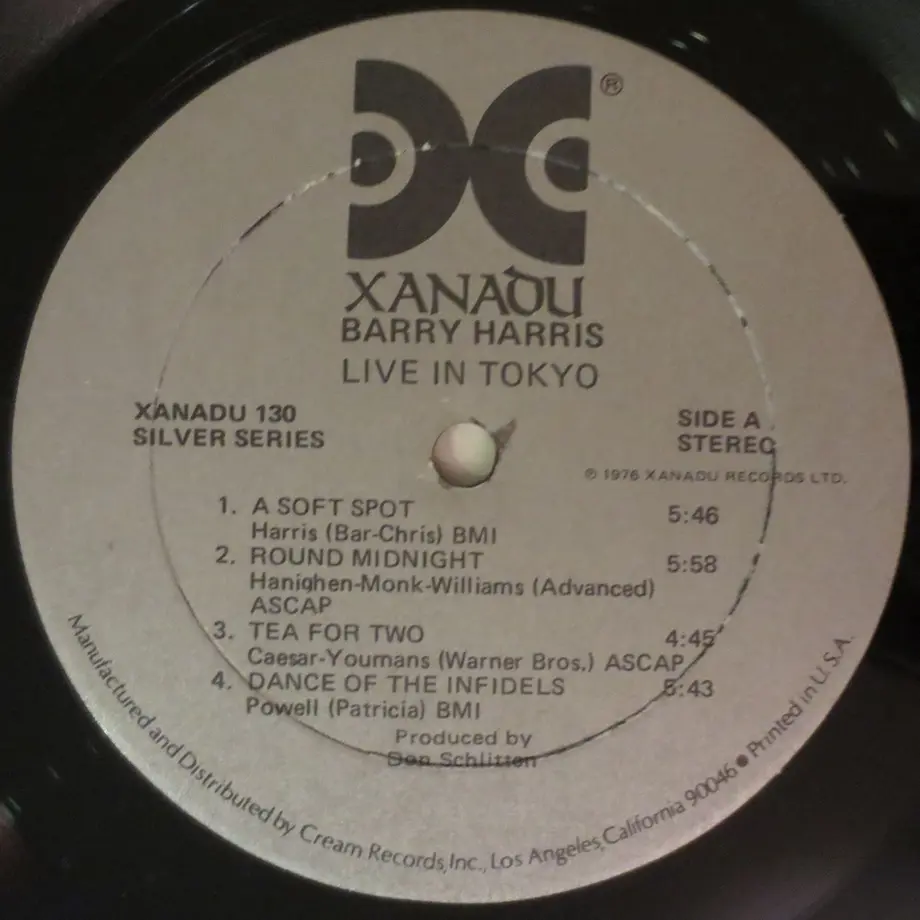 ®
XANADU
BARRY HARRIS
LIVE IN TOKYO
XANADU 130
SILVER SERIES
SIDE A
STEREO
℗ 1976 XANADU RECORDS LTD.
1. A SOFT SPOT 5:46
Harris (Bar-Chris) BMI
2. ROUND MIDNIGHT 5:58
Hanighen-Monk-Williams (Advanced)
ASCAP
3. TEA FOR TWO 4:45
Caesar-Youmans (Warner Bros.) ASCAP
4. DANCE OF THE INFIDELS 5:43
Powell (Patricia) BMI
Produced by
Don Schlitten
Manufactured and Distributed by Cream Records, Inc., Los Angeles, California 90046 ● Printed in U.S.A.